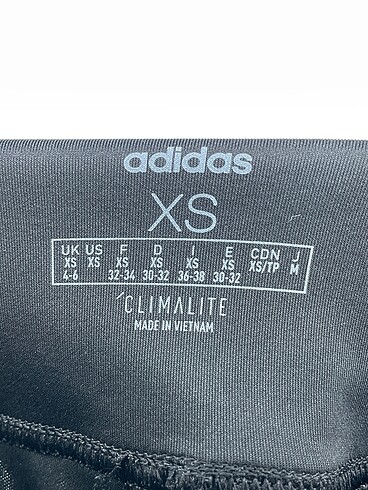 adidas
XS
UK US F D I E CDN J
XS XS XS XS XS XS XS/TP M
4-6 32-34 30-32 36-38 30-32
CLIMALITE
MADE IN VIETNAM